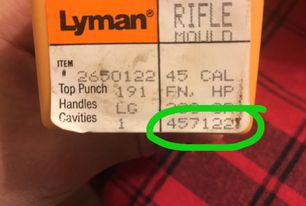 Lyman® RIFLE
MOULD
ITEM
# 2650122 45 CAL
Top Punch 191 FN, HP
Handles LG
Cavities 1 457122